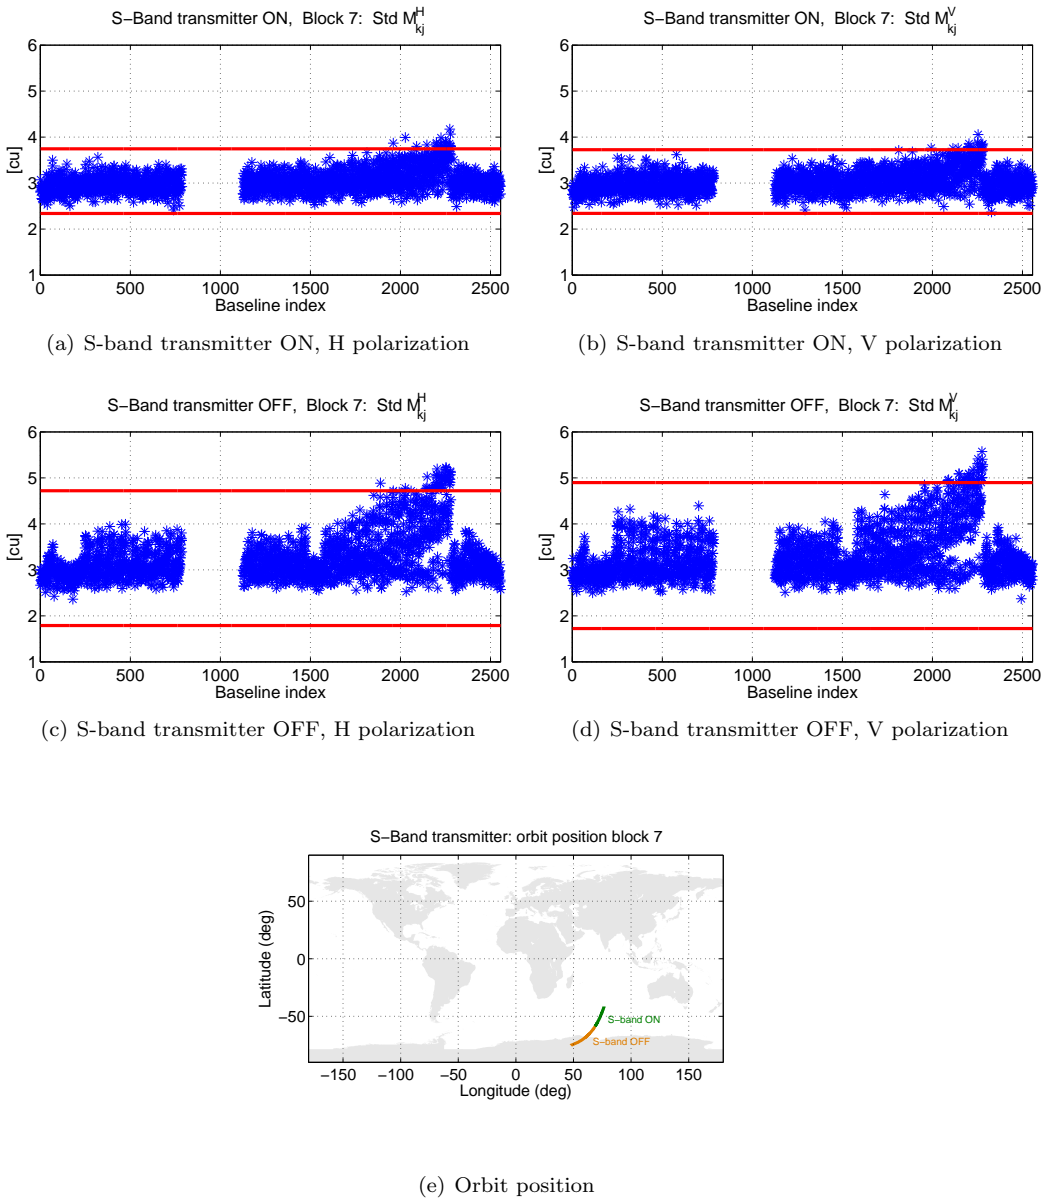 S−Band transmitter ON, Block 7: Std M^H_kj
S−Band transmitter ON, Block 7: Std M^V_kj
6
5
4
3
2
1
[cu]
0 500 1000 1500 2000 2500
Baseline index
6
5
4
3
2
1
[cu]
0 500 1000 1500 2000 2500
Baseline index
(a) S-band transmitter ON, H polarization
(b) S-band transmitter ON, V polarization
S−Band transmitter OFF, Block 7: Std M^H_kj
S−Band transmitter OFF, Block 7: Std M^V_kj
6
5
4
3
2
1
[cu]
0 500 1000 1500 2000 2500
Baseline index
6
5
4
3
2
1
[cu]
0 500 1000 1500 2000 2500
Baseline index
(c) S-band transmitter OFF, H polarization
(d) S-band transmitter OFF, V polarization
S−Band transmitter: orbit position block 7
50
0
−50
Latitude (deg)
S−band ON
S−band OFF
−150 −100 −50 0 50 100 150
Longitude (deg)
(e) Orbit position